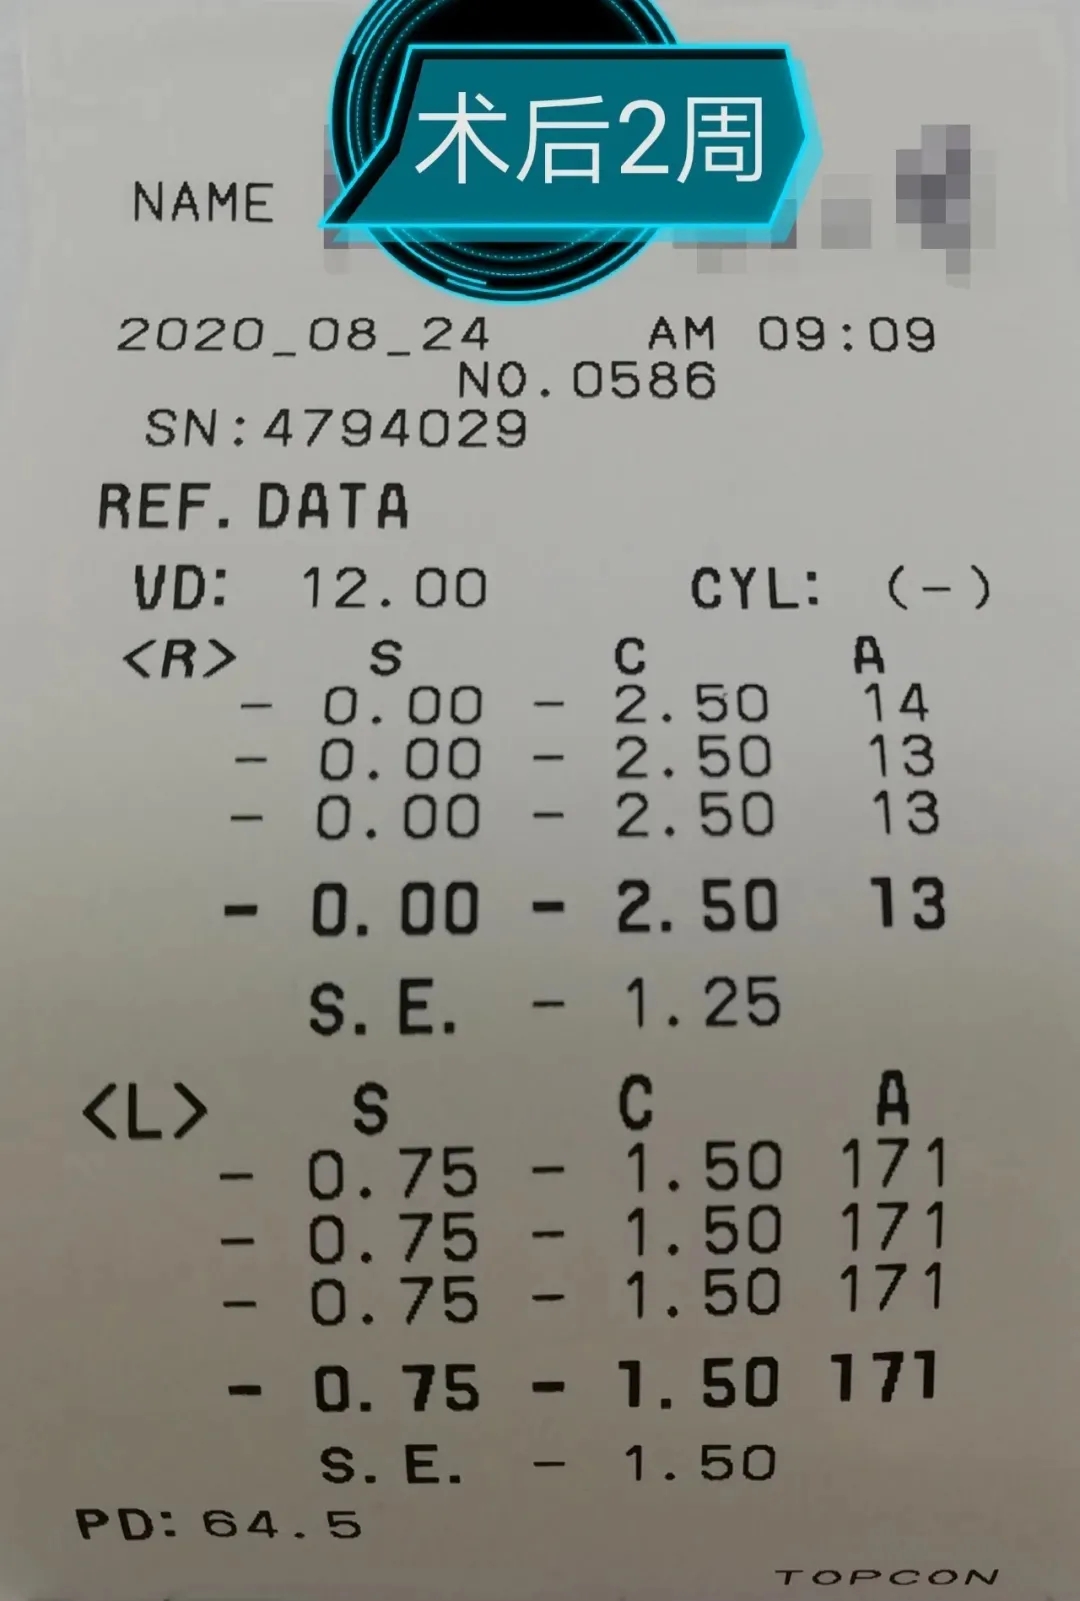 术后2周
NAME
2020_08_24 AM 09:09
NO.0586
SN:4794029
REF.DATA
VD: 12.00 CYL: (-)
<R> S C A
- 0.00 - 2.50 14
- 0.00 - 2.50 13
- 0.00 - 2.50 13
- 0.00 - 2.50 13
S.E. - 1.25
<L> S C A
- 0.75 - 1.50 171
- 0.75 - 1.50 171
- 0.75 - 1.50 171
- 0.75 - 1.50 171
S.E. - 1.50
PD: 64.5
TOPCON